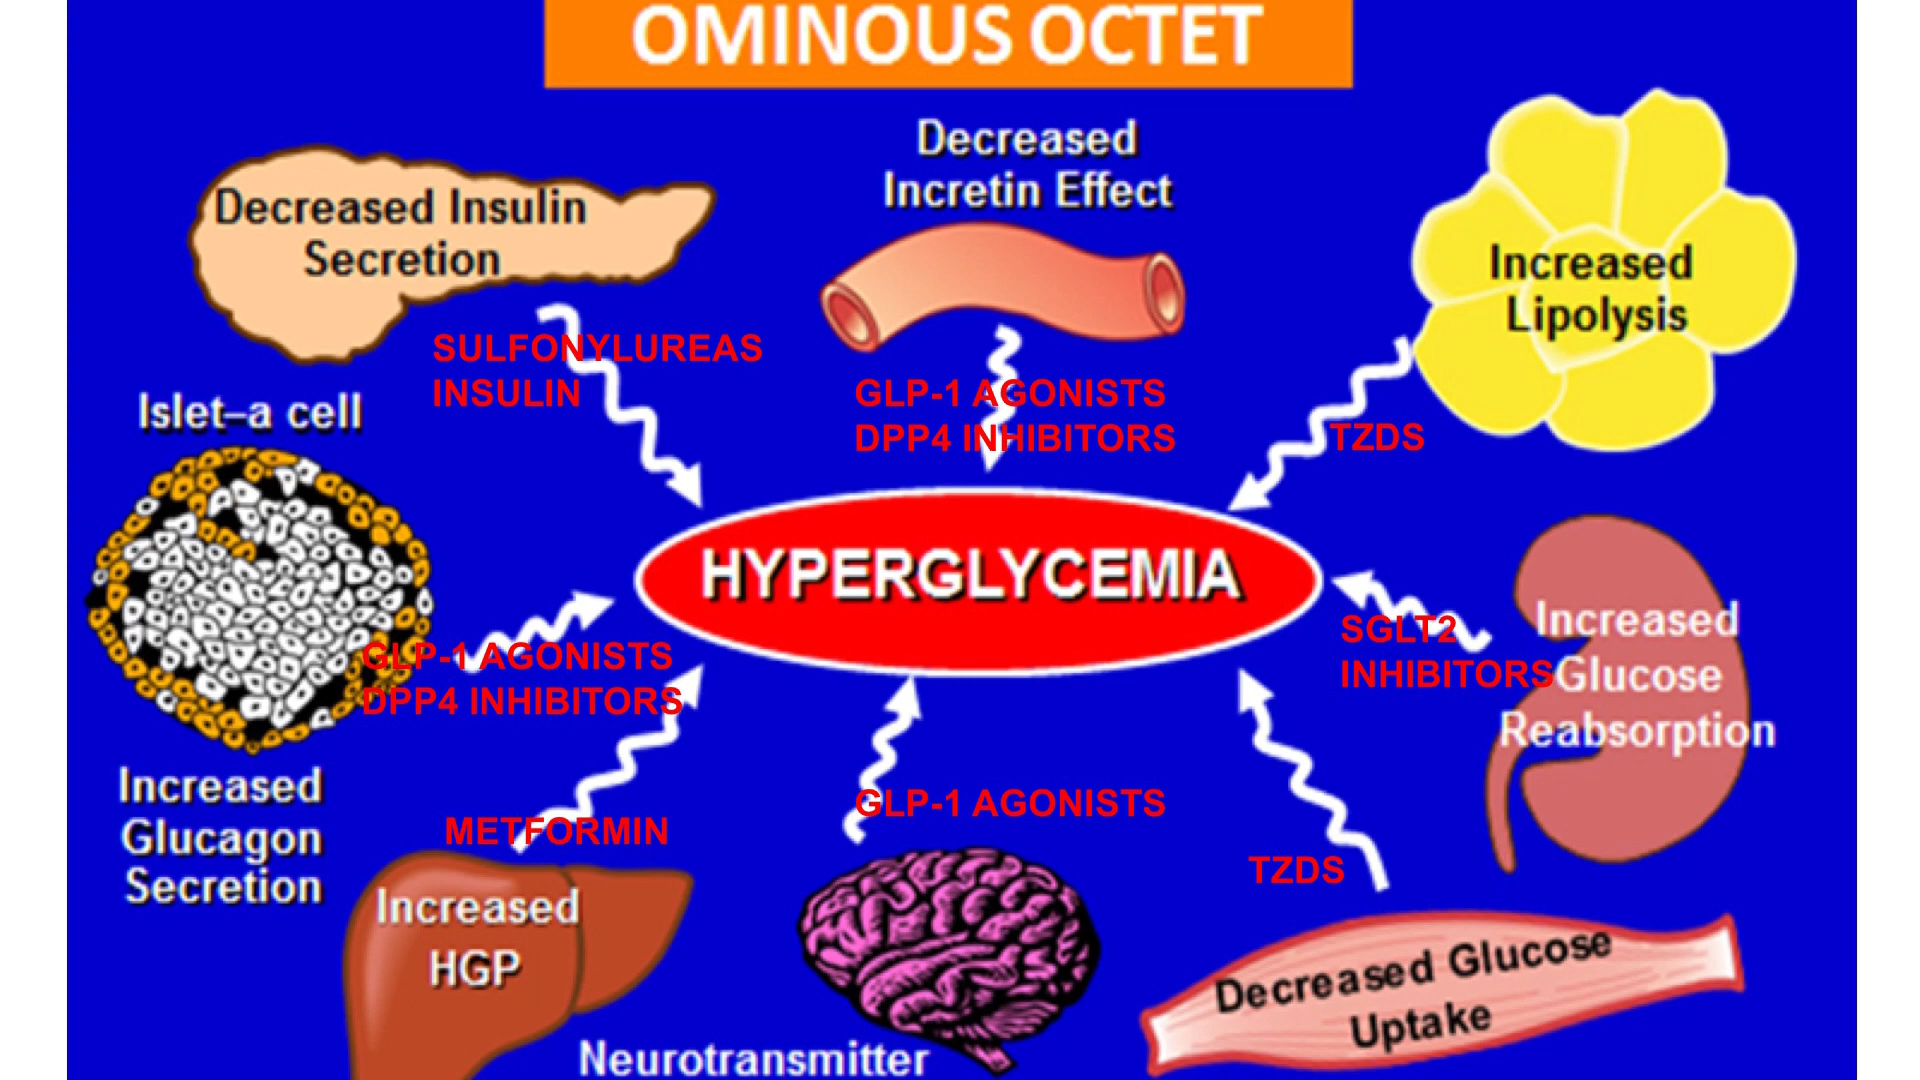 OMINOUS OCTET
Decreased Insulin
Secretion
Decreased
Incretin Effect
Increased
Lipolysis
SULFONYLUREAS
INSULIN
GLP-1 AGONISTS
DPP4 INHIBITORS
TZDS
Islet–a cell
HYPERGLYCEMIA
GLP-1 AGONISTS
DPP4 INHIBITORS
SGLT2
INHIBITORS
Increased
Glucose
Reabsorption
Increased
Glucagon
Secretion
METFORMIN
GLP-1 AGONISTS
TZDS
Increased
HGP
Neurotransmitter
Decreased Glucose
Uptake